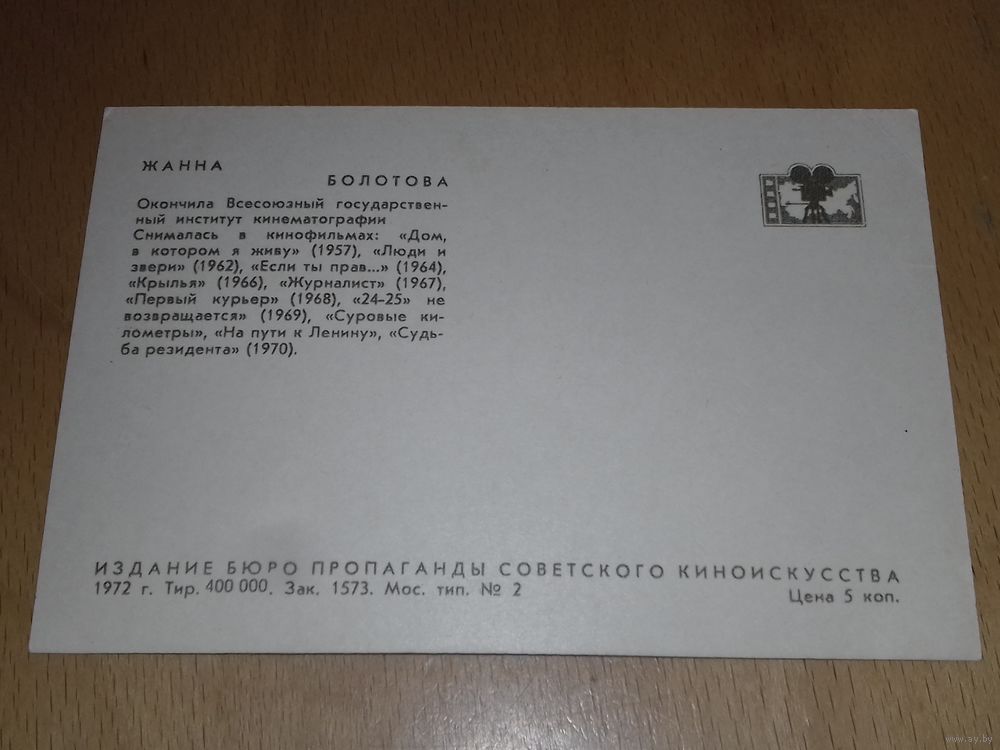 ЖАННА
БОЛОТОВА
Окончила Всесоюзный государствен-
ный институт кинематографии
Снималась в кинофильмах: «Дом,
в котором я живу» (1957), «Люди и
звери» (1962), «Если ты прав...» (1964),
«Крылья» (1966), «Журналист» (1967),
«Первый курьер» (1968), «24-25» не
возвращается» (1969), «Суровые ки-
лометры», «На пути к Ленину», «Судь-
ба резидента» (1970).
ИЗДАНИЕ БЮРО ПРОПАГАНДЫ СОВЕТСКОГО КИНОИСКУССТВА
1972 г. Тир. 400 000. Зак. 1573. Мос. тип. № 2
Цена 5 коп.
www.ay.by